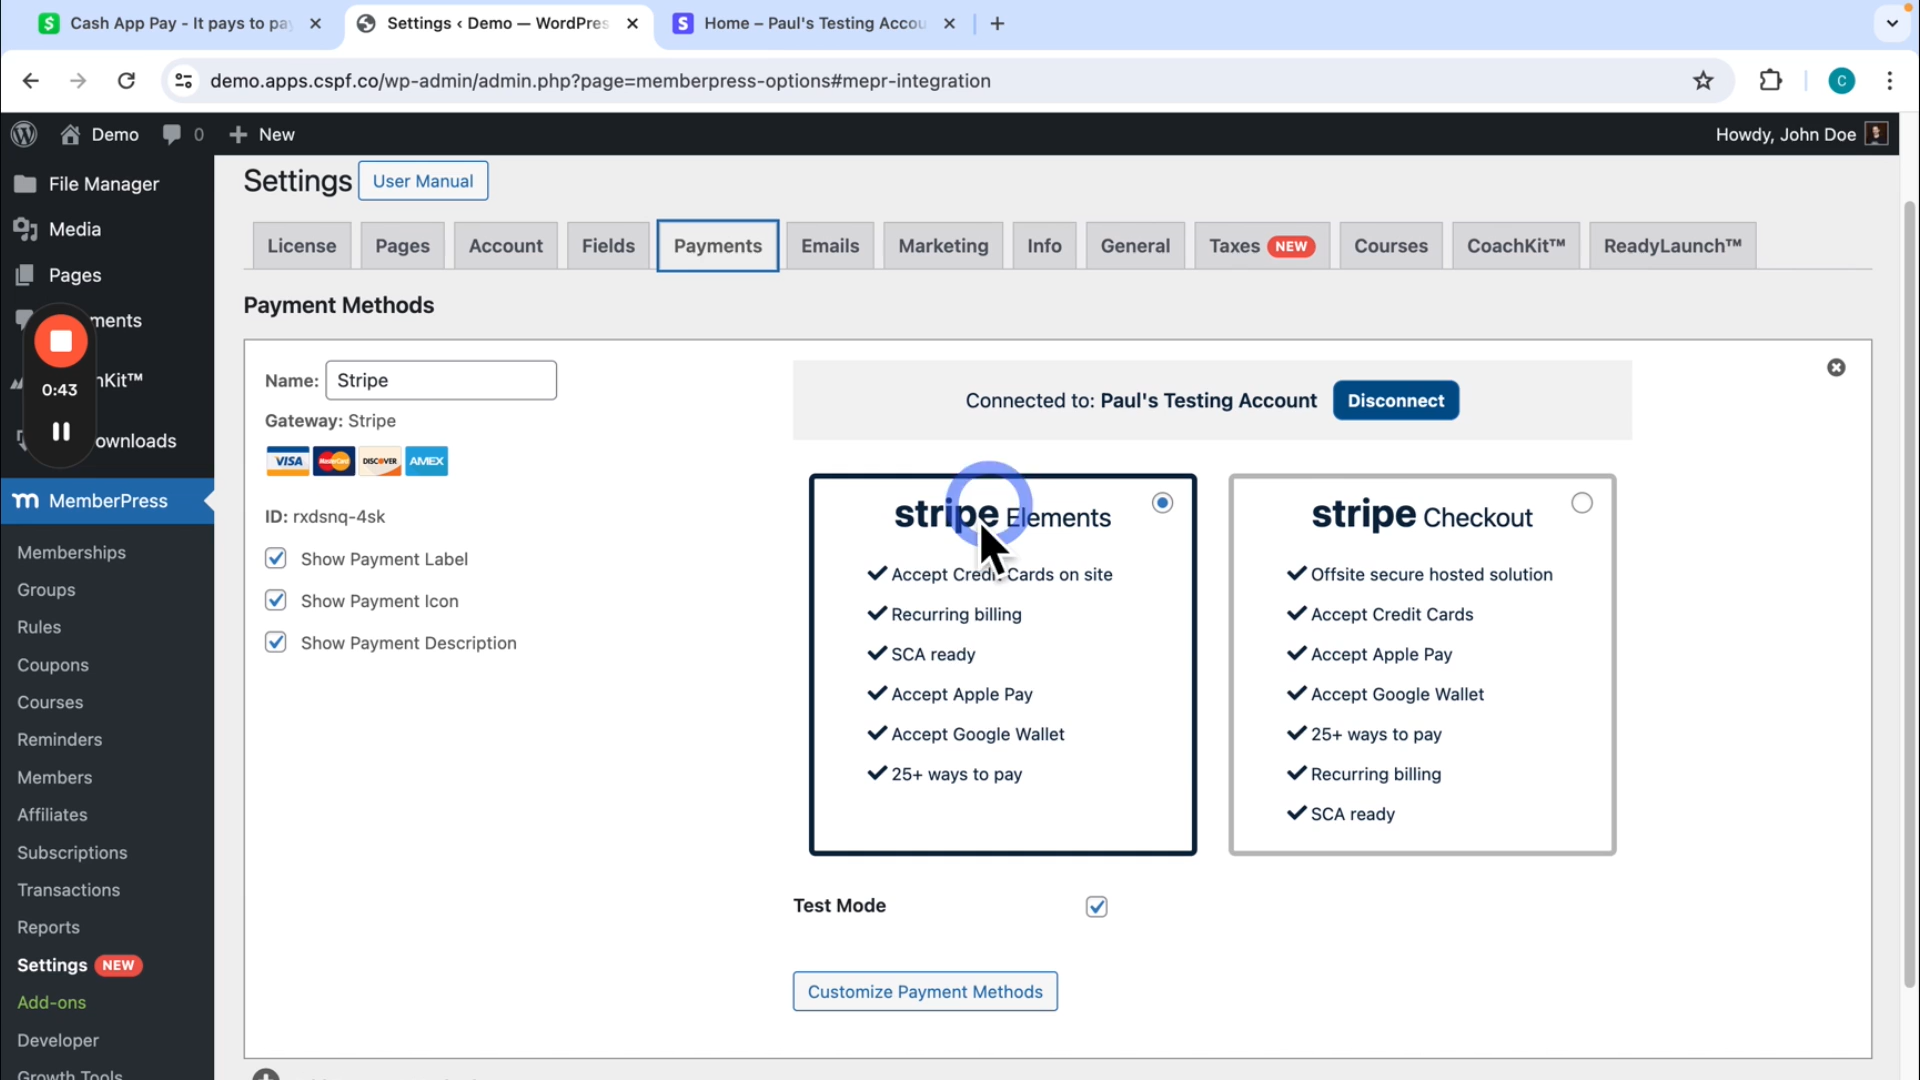 Cash App Pay - It pays to pay
Settings ‹ Demo — WordPres
Home – Paul's Testing Accou
demo.apps.cspf.co/wp-admin/admin.php?page=memberpress-options#mepr-integration
C
Demo
0
New
Howdy, John Doe
File Manager
Media
Pages
ments
0:43
hKit™
ownloads
MemberPress
Memberships
Groups
Rules
Coupons
Courses
Reminders
Members
Affiliates
Subscriptions
Transactions
Reports
Settings NEW
Add-ons
Developer
Growth Tools
Settings User Manual
License Pages Account Fields Payments Emails Marketing Info General Taxes NEW Courses CoachKit™ ReadyLaunch™
Payment Methods
Name: Stripe
Gateway: Stripe
VISA MasterCard DISCOVER AMEX
ID: rxdsnq-4sk
Show Payment Label
Show Payment Icon
Show Payment Description
Connected to: Paul's Testing Account Disconnect
stripe Elements
Accept Credit Cards on site
Recurring billing
SCA ready
Accept Apple Pay
Accept Google Wallet
25+ ways to pay
stripe Checkout
Offsite secure hosted solution
Accept Credit Cards
Accept Apple Pay
Accept Google Wallet
25+ ways to pay
Recurring billing
SCA ready
Test Mode
Customize Payment Methods